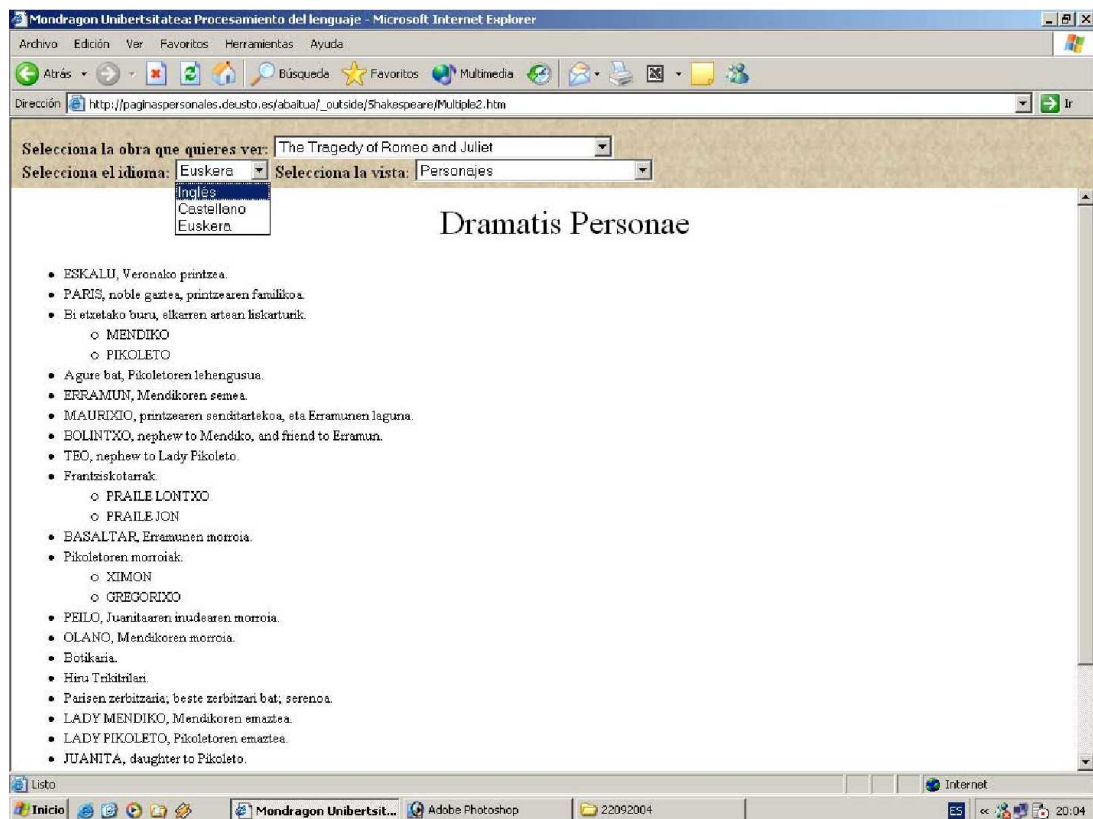 Mondragon Unibertsitatea: Procesamiento del lenguaje - Microsoft Internet Explorer
Archivo Edición Ver Favoritos Herramientas Ayuda
Atrás Búsqueda Favoritos Multimedia
Dirección http://paginaspersonales.deusto.es/abaitua/_outside/Shakespeare/Multiple2.htm Ir
Selecciona la obra que quieres ver: The Tragedy of Romeo and Juliet
Selecciona el idioma: Euskera Selecciona la vista: Personajes
Inglés
Castellano
Euskera
Dramatis Personae
ESKALU, Veronako printzea.
PARIS, noble gaztea, printzearen familikoa.
Bi etxetako buru, elkarren artean liskarturik.
MENDIKO
PIKOLETO
Agure bat, Pikoletoren lehengusua.
ERRAMUN, Mendikoren semea.
MAURIXIO, printzearen senditartekoa, eta Erramunen laguna.
BOLINTXO, nephew to Mendiko, and friend to Erramun.
TEO, nephew to Lady Pikoleto.
Frantziskotarrak.
PRAILE LONTXO
PRAILE JON
BASALTAR, Erramunen morroia.
Pikoletoren morroiak.
XIMON
GREGORIXO
PEILO, Juanitaaren inudearen morroia.
OLANO, Mendikoren morroia.
Botikaria.
Hiru Trikitrilari.
Parisen zerbitzaria; beste zerbitzari bat; serenoa.
LADY MENDIKO, Mendikoren emaztea.
LADY PIKOLETO, Pikoletoren emaztea.
JUANITA, daughter to Pikoleto.
Listo Internet
Inicio Mondragon Unibertsit... Adobe Photoshop 22092004 ES « 20:04